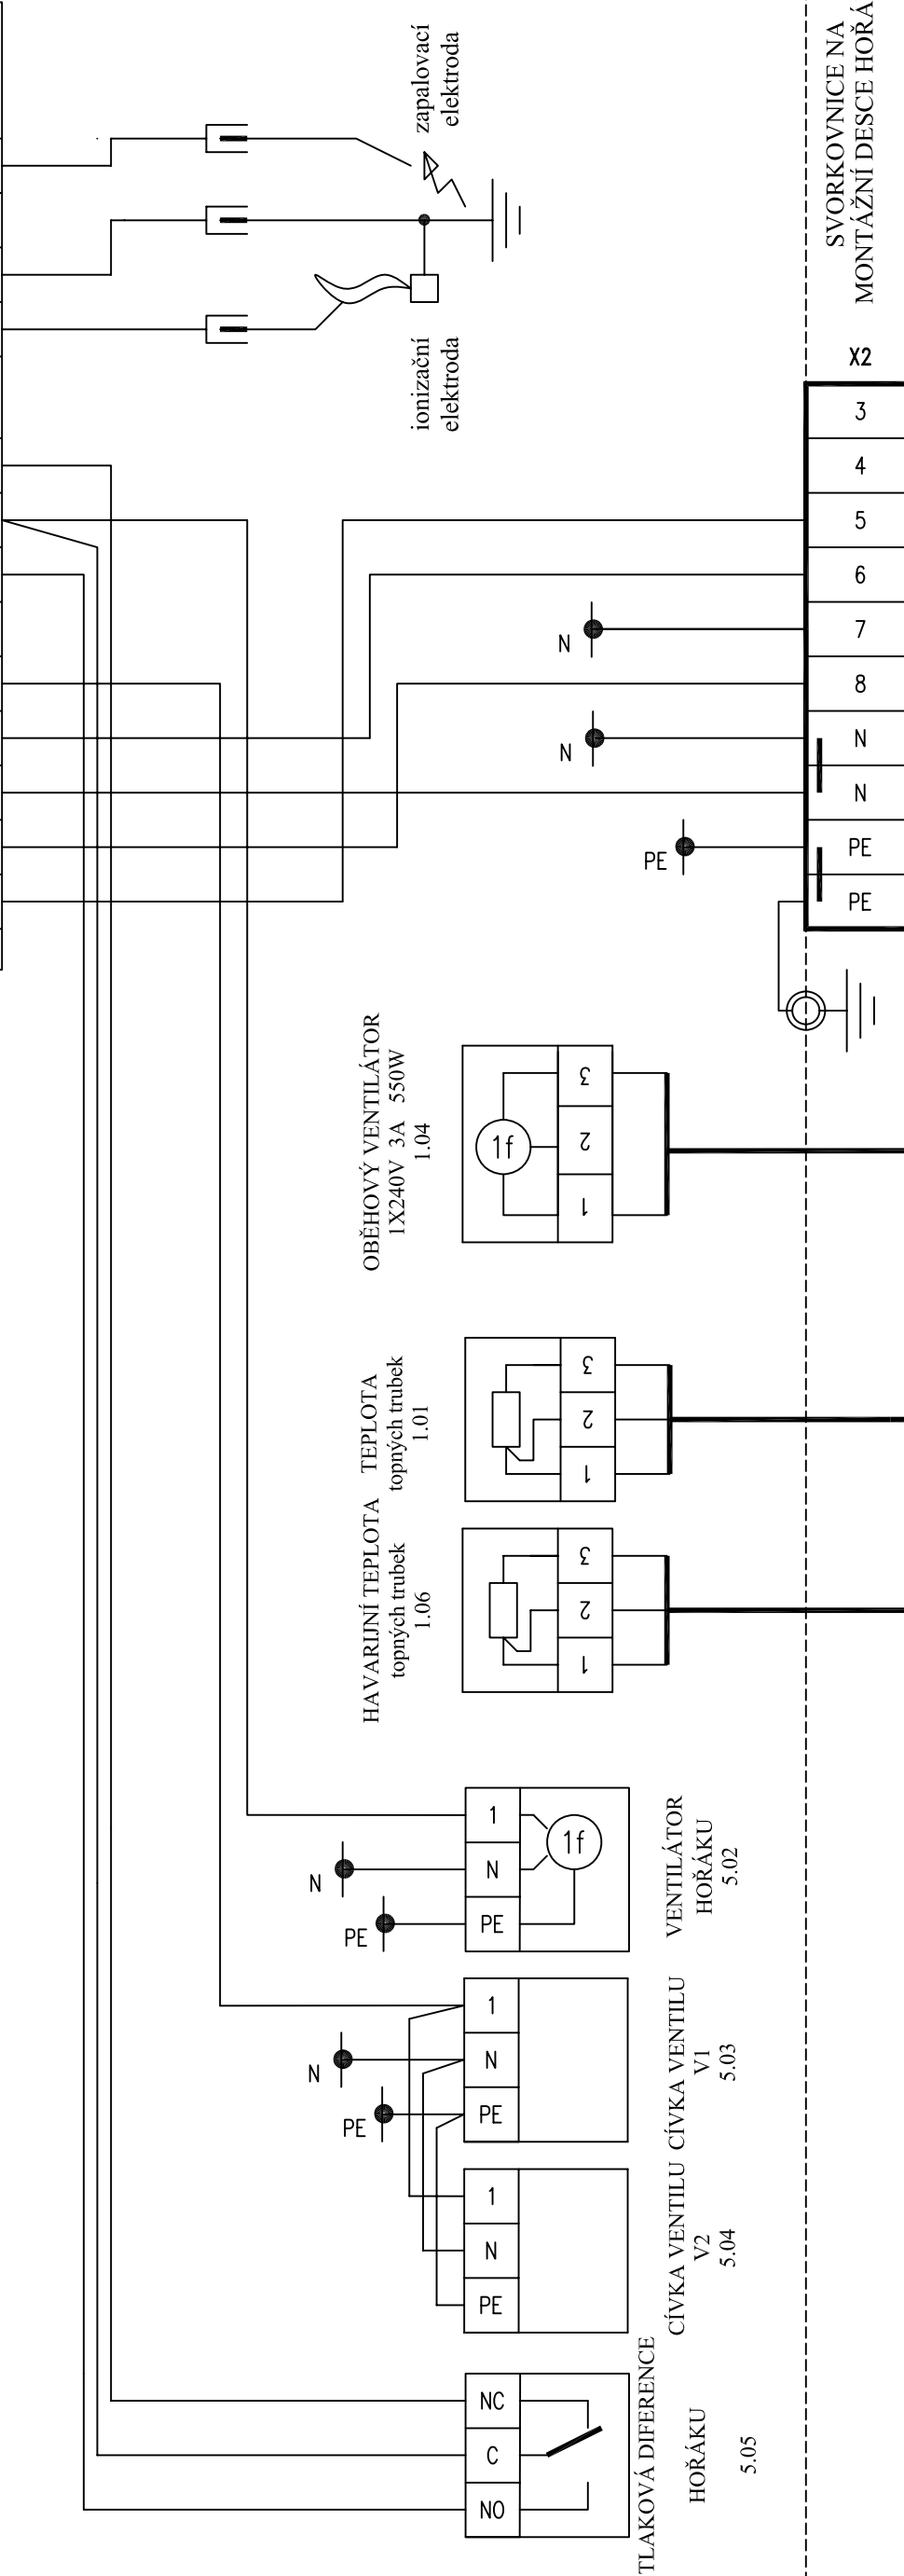 zapalovací
elektroda
ionizační
elektroda
SVORKOVNICE NA
MONTÁŽNÍ DESCE HOŘÁ
X2
3
4
5
6
7
8
N
N
PE
PE
N
N
PE
OBĚHOVÝ VENTILÁTOR
1X240V 3A 550W
1.04
1f
3
2
1
TEPLOTA
topných trubek
1.01
3
2
1
HAVARIJNÍ TEPLOTA
topných trubek
1.06
3
2
1
N
PE
1
N
PE
1f
VENTILÁTOR
HOŘÁKU
5.02
N
PE
1
N
PE
CÍVKA VENTILU
V1
5.03
1
N
PE
CÍVKA VENTILU
V2
5.04
NC
C
NO
TLAKOVÁ DIFERENCE
HOŘÁKU
5.05